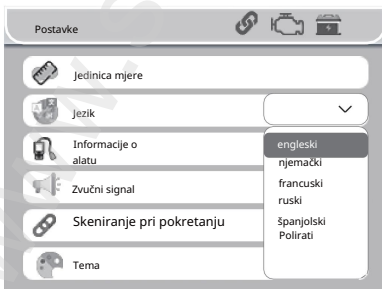 Postavke
Jedinica mjere
Jezik
Informacije o
alatu
Zvučni signal
Skeniranje pri pokretanju
Tema
engleski
njemački
francuski
ruski
španjolski
Polirati